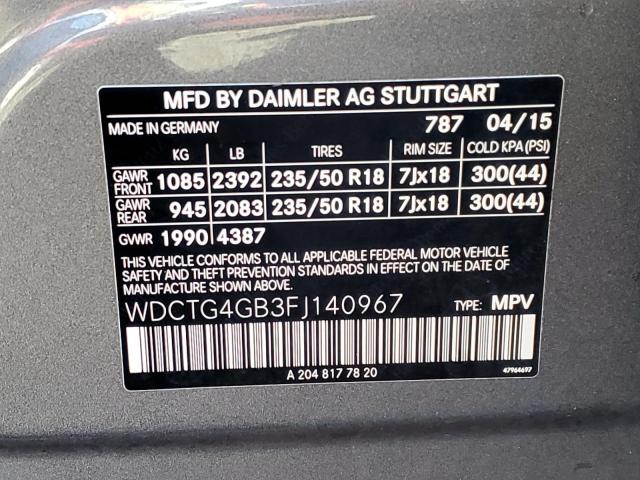 MFD BY DAIMLER AG STUTTGART
MADE IN GERMANY 787 04/15
KG LB TIRES RIM SIZE COLD KPA (PSI)
GAWR FRONT 1085 2392 235/50 R18 7Jx18 300(44)
GAWR REAR 945 2083 235/50 R18 7Jx18 300(44)
GVWR 1990 4387
THIS VEHICLE CONFORMS TO ALL APPLICABLE FEDERAL MOTOR VEHICLE
SAFETY AND THEFT PREVENTION STANDARDS IN EFFECT ON THE DATE OF
MANUFACTURE SHOWN ABOVE.
WDCTG4GB3FJ140967 TYPE: MPV
A 204 817 78 20 47964697